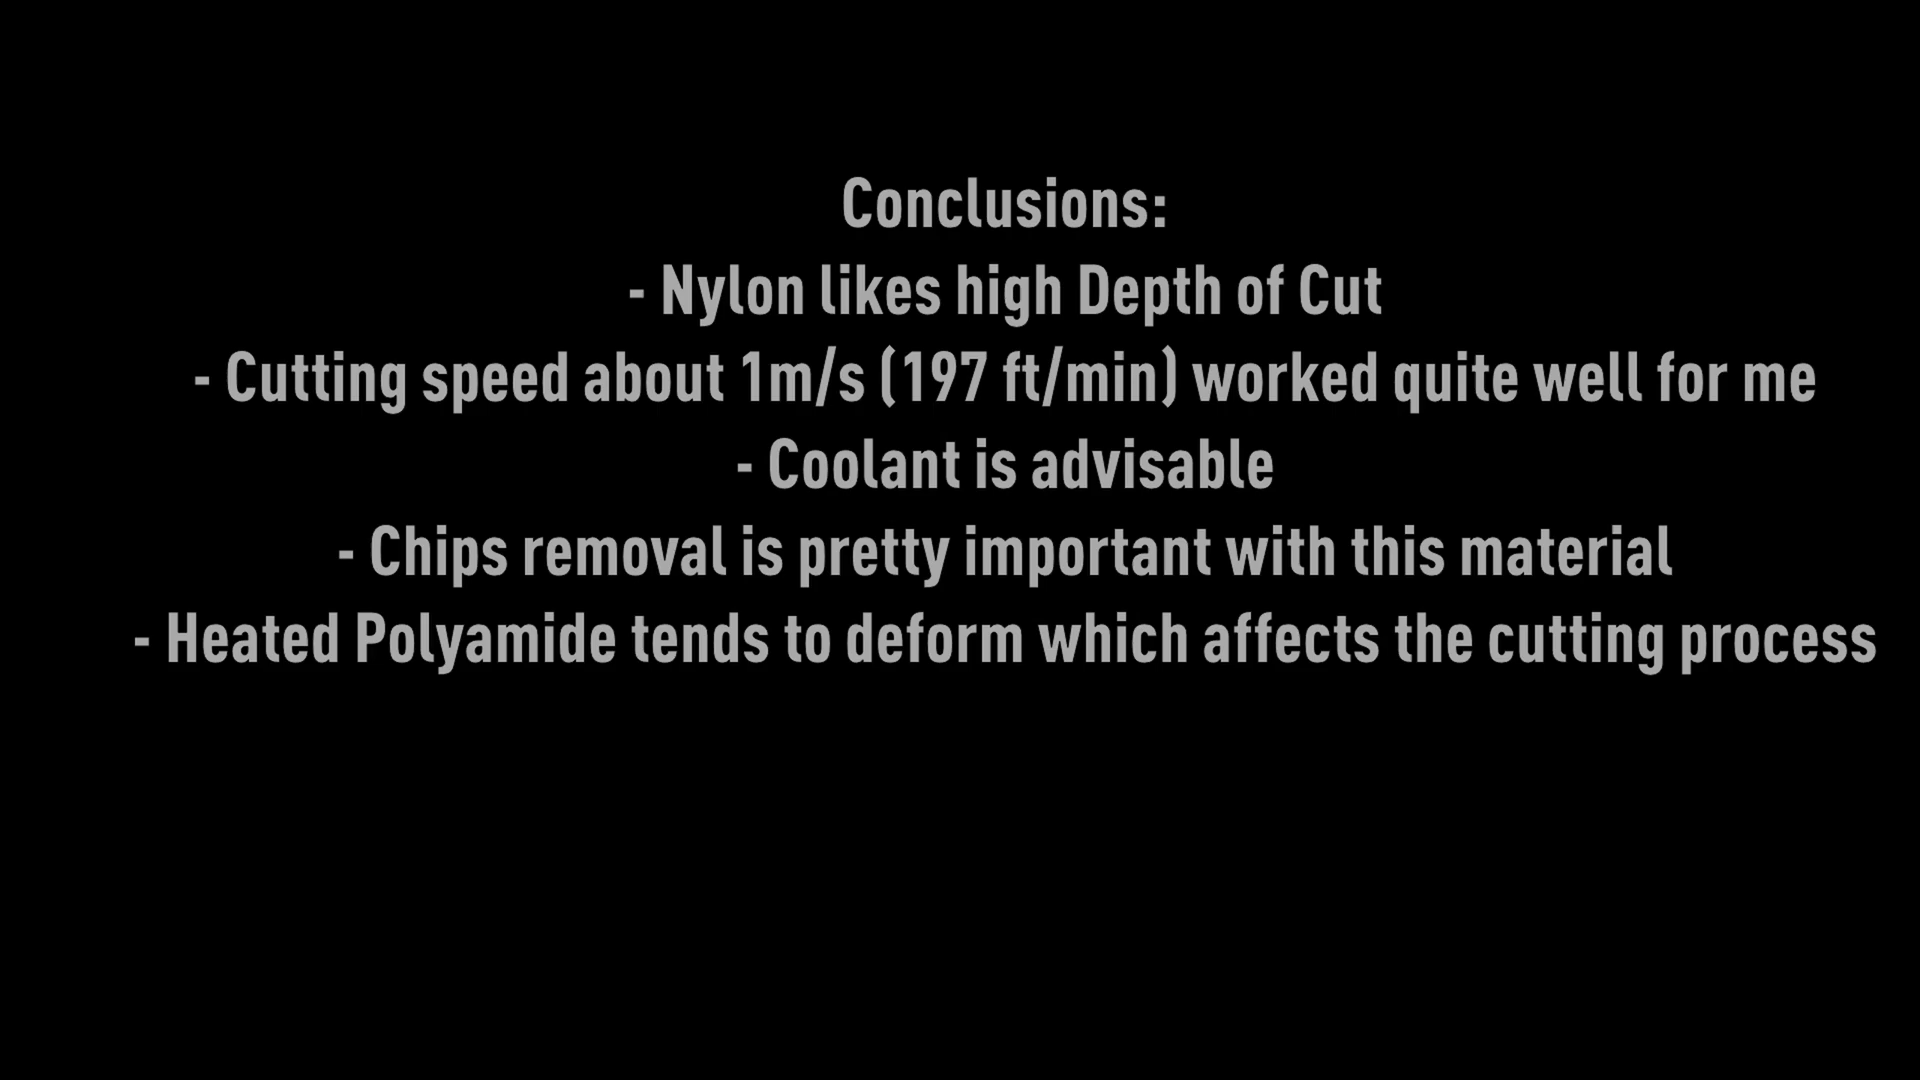 Conclusions:
- Nylon likes high Depth of Cut
- Cutting speed about 1m/s (197 ft/min) worked quite well for me
- Coolant is advisable
- Chips removal is pretty important with this material
- Heated Polyamide tends to deform which affects the cutting process